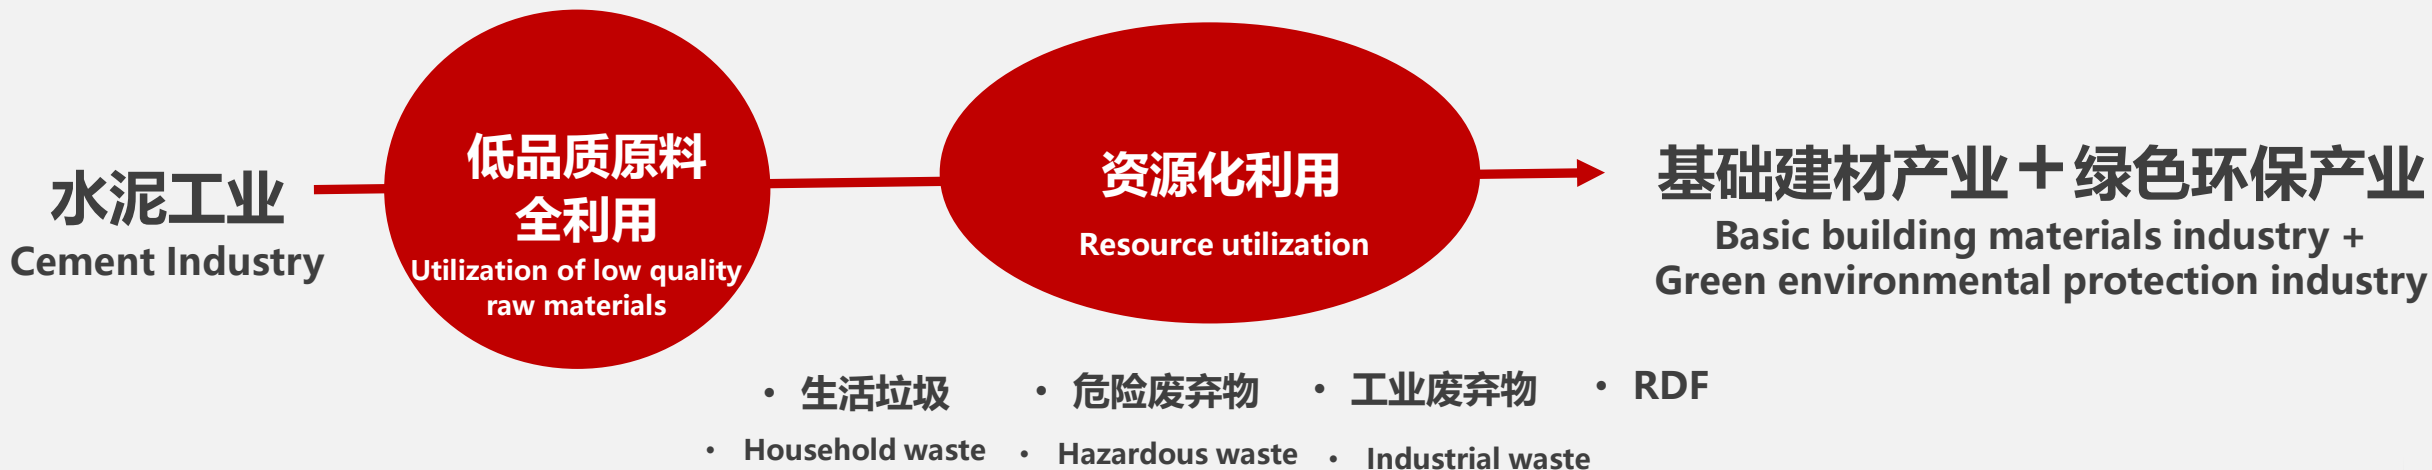 水泥工业
Cement Industry
低品质原料
全利用
Utilization of low quality
raw materials
资源化利用
Resource utilization
基础建材产业＋绿色环保产业
Basic building materials industry +
Green environmental protection industry
• 生活垃圾 • 危险废弃物 • 工业废弃物 • RDF
• Household waste • Hazardous waste • Industrial waste